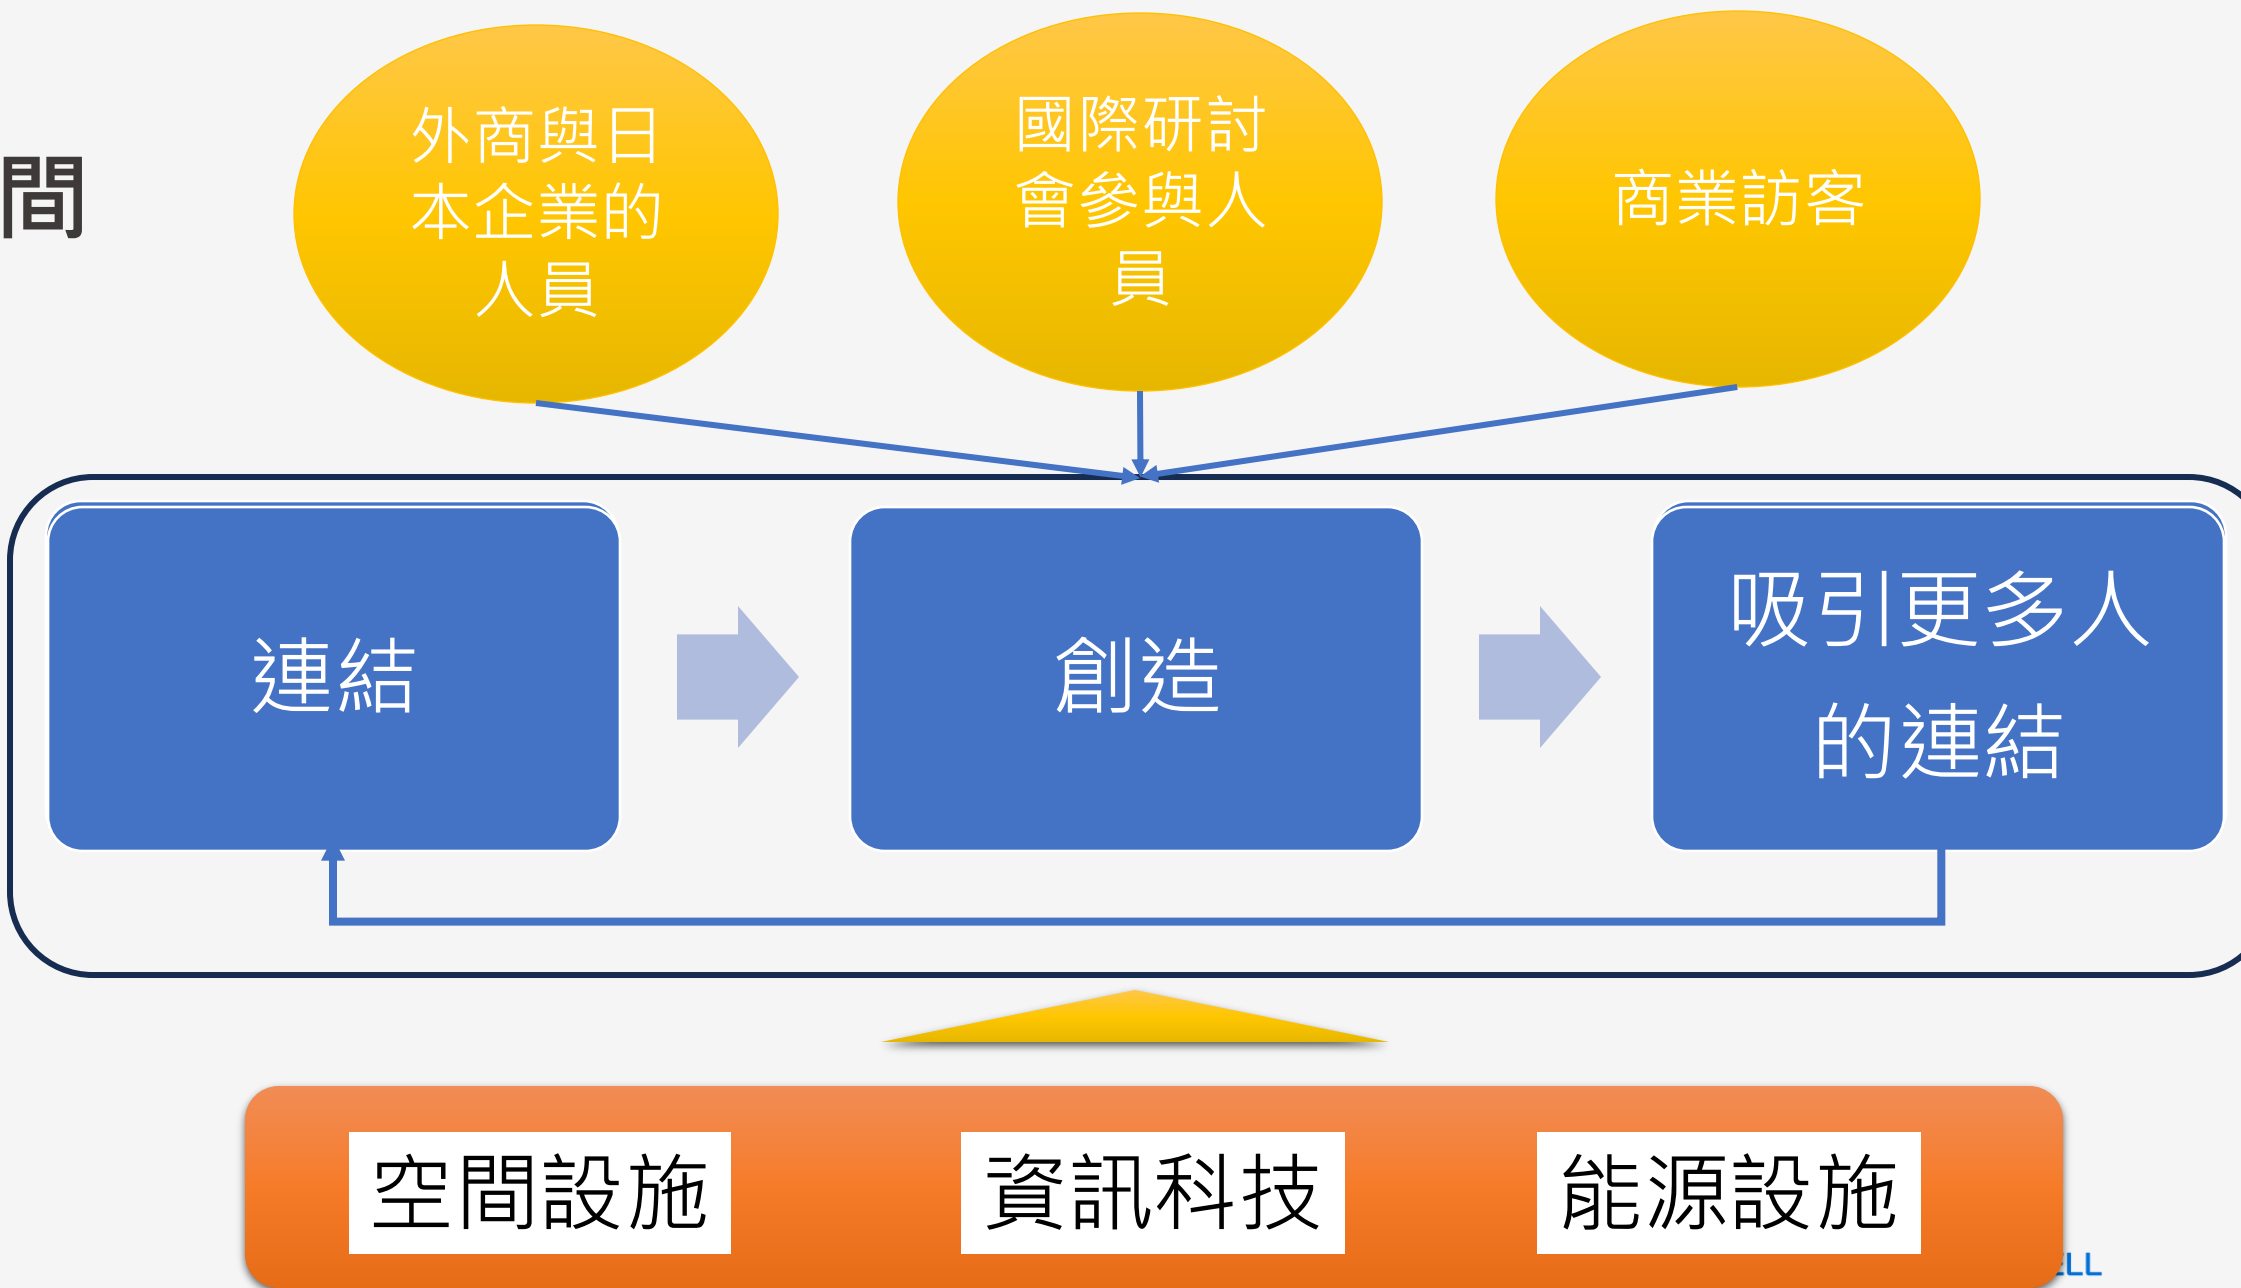 間
外商與日
本企業的
人員
國際研討
會參與人
員
商業訪客
連結
創造
吸引更多人
的連結
空間設施
資訊科技
能源設施
LL